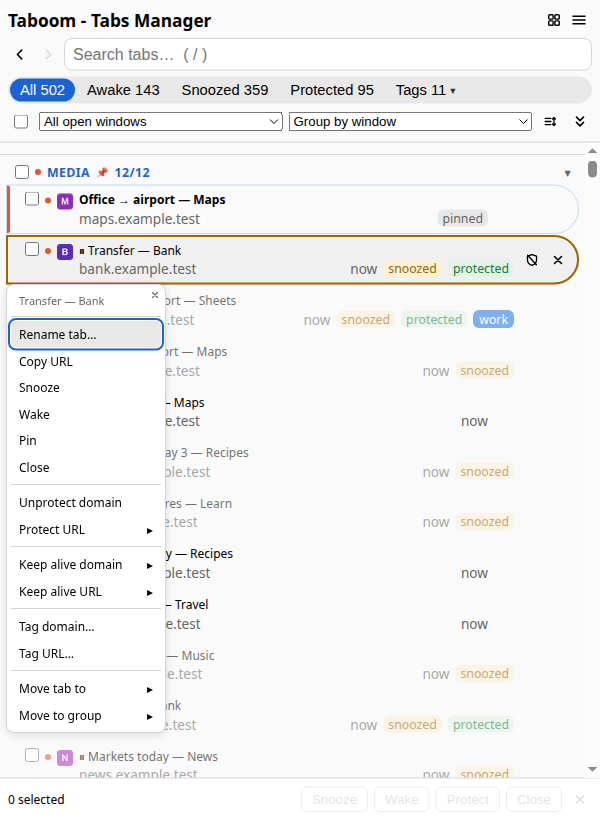 Taboom - Tabs Manager
Search tabs… ( / )
All 502 Awake 143 Snoozed 359 Protected 95 Tags 11 ▾
All open windows Group by window
MEDIA 📌 12/12 ▼
M Office → airport — Maps
maps.example.test pinned
B Transfer — Bank
bank.example.test now snoozed protected
Transfer — Bank ×
ort — Sheets
.test now snoozed protected work
Rename tab...
ort — Maps
Copy URL
e.test now snoozed
Snooze
— Maps
Wake
e.test now
Pin
ay 3 — Recipes
Close
ple.test now snoozed
Unprotect domain
res — Learn
Protect URL ▸
.test now snoozed
y — Recipes
Keep alive domain ▸
ple.test now
Keep alive URL ▸
— Travel
Tag domain...
e.test now
Tag URL...
— Music
e.test now snoozed
Move tab to ▸
ank
Move to group ▸
e.test now snoozed protected
N Markets today — News
news.example.test now snoozed
0 selected Snooze Wake Protect Close ×